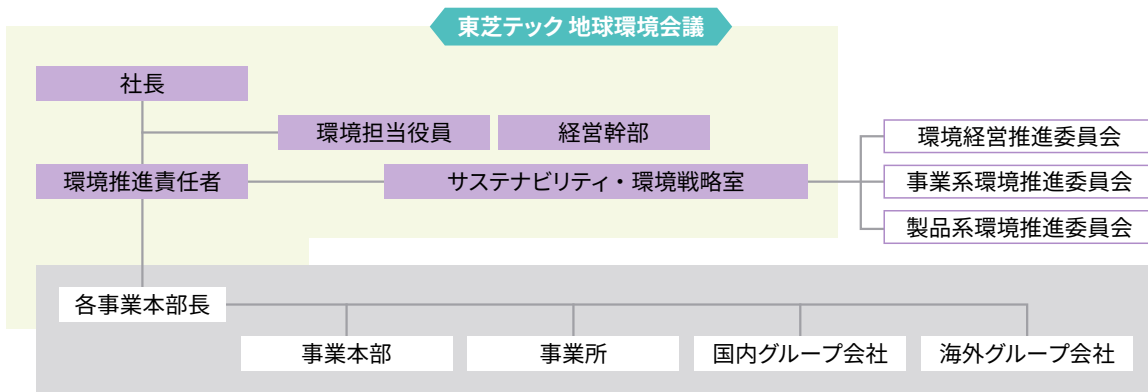 東芝テック 地球環境会議
社長
環境担当役員
経営幹部
環境推進責任者
サステナビリティ・環境戦略室
環境経営推進委員会
事業系環境推進委員会
製品系環境推進委員会
各事業本部長
事業本部
事業所
国内グループ会社
海外グループ会社